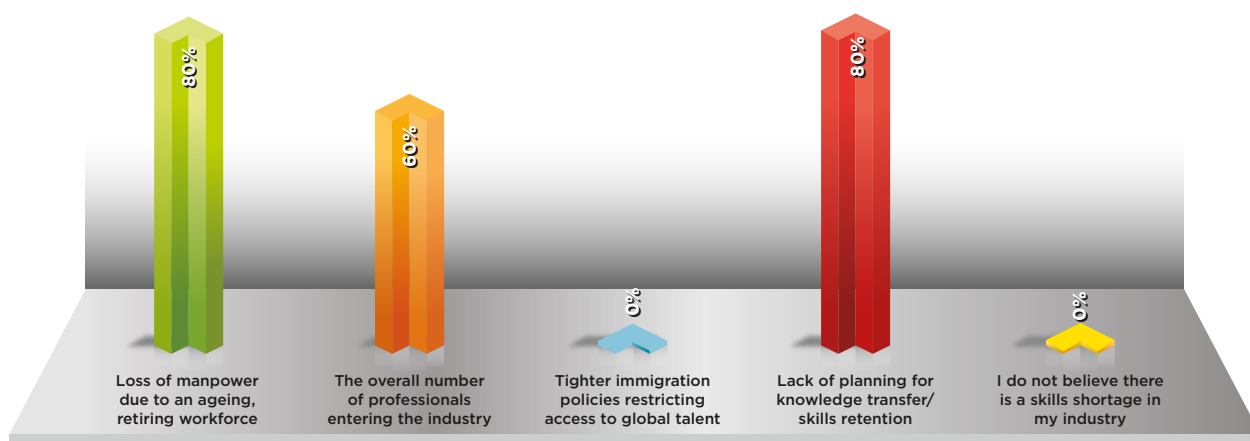 80%
60%
0%
80%
0%
Loss of manpower
due to an ageing,
retiring workforce
The overall number
of professionals
entering the industry
Tighter immigration
policies restricting
access to global talent
Lack of planning for
knowledge transfer/
skills retention
I do not believe there
is a skills shortage in
my industry